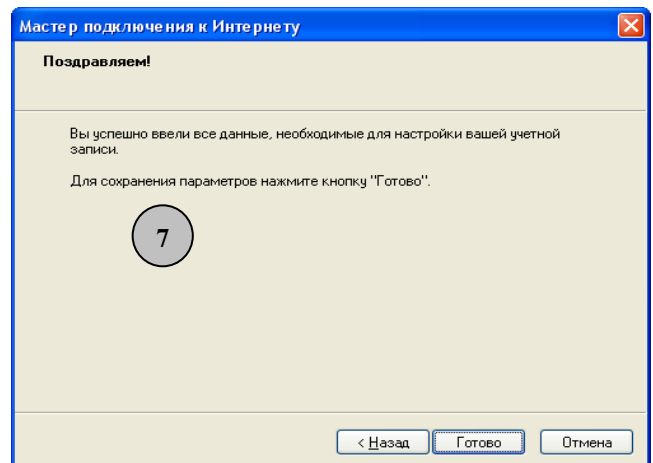 Мастер подключения к Интернету
Поздравляем!
Вы успешно ввели все данные, необходимые для настройки вашей учетной
записи.
Для сохранения параметров нажмите кнопку "Готово".
7
< Назад
Готово
Отмена